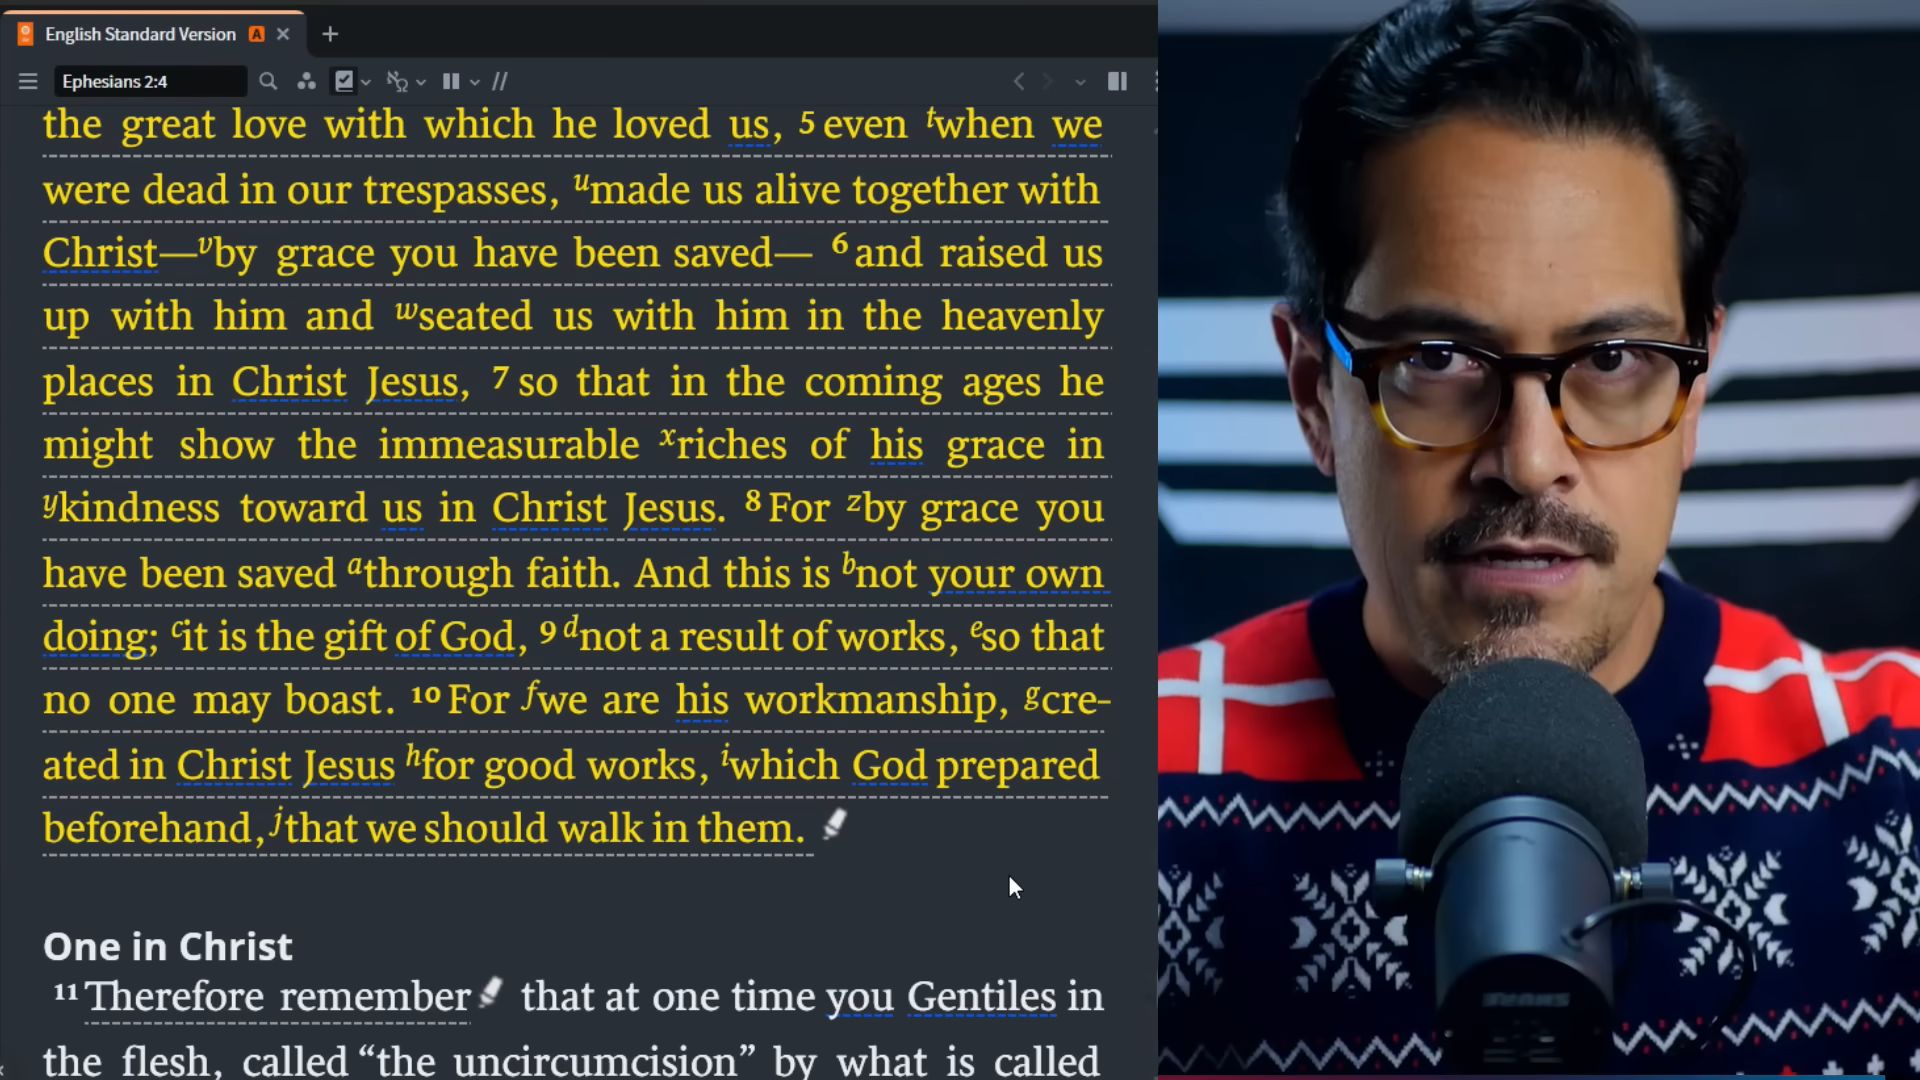 English Standard Version A
Ephesians 2:4
the great love with which he loved us, 5 even twhen we
were dead in our trespasses, umade us alive together with
Christ—vby grace you have been saved— 6 and raised us
up with him and wseated us with him in the heavenly
places in Christ Jesus, 7 so that in the coming ages he
might show the immeasurable xriches of his grace in
ykindness toward us in Christ Jesus. 8 For zby grace you
have been saved athrough faith. And this is bnot your own
doing; cit is the gift of God, 9 dnot a result of works, eso that
no one may boast. 10 For fwe are his workmanship, gcre-
ated in Christ Jesus hfor good works, iwhich God prepared
beforehand, jthat we should walk in them.
One in Christ
11 Therefore remember that at one time you Gentiles in
the flesh, called “the uncircumcision” by what is called